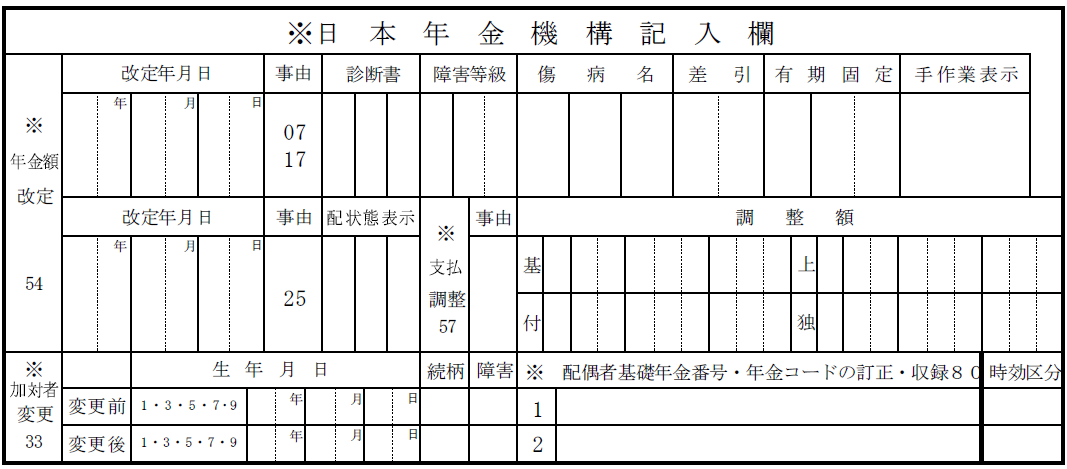 ※日本年金機構記入欄
改定年月日 事由 診断書 障害等級 傷病名 差引 有期固定 手作業表示
年 月 日
※
年金額
改定
54
07
17
改定年月日 事由 配状態表示 ※ 事由 調整額
年 月 日
25
支払
調整
57
基 上
付 独
※
加対者
変更
33
生年月日 続柄 障害 ※ 配偶者基礎年金番号・年金コードの訂正・収録80 時効区分
変更前 1・3・5・7・9 年 月 日 1
変更後 1・3・5・7・9 年 月 日 2